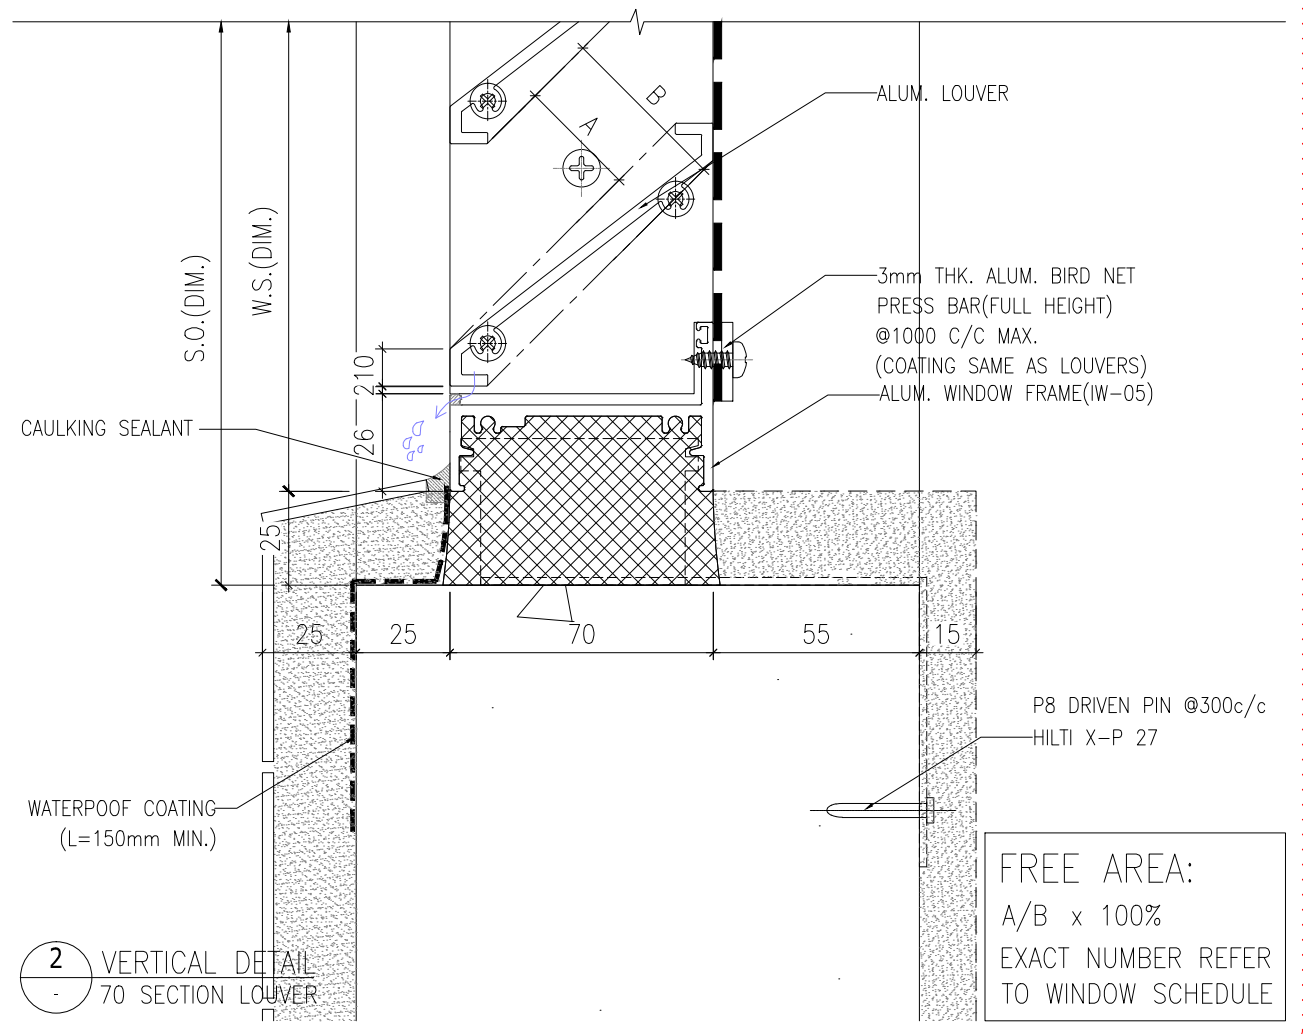 B
A
ALUM. LOUVER
W.S.(DIM.)
S.O.(DIM.)
3mm THK. ALUM. BIRD NET
PRESS BAR(FULL HEIGHT)
@1000 C/C MAX.
(COATING SAME AS LOUVERS)
ALUM. WINDOW FRAME(IW-05)
210
26
CAULKING SEALANT
25
25
25
70
55
15
P8 DRIVEN PIN @300c/c
HILTI X-P 27
WATERPOOF COATING
(L=150mm MIN.)
FREE AREA:
A/B x 100%
EXACT NUMBER REFER
TO WINDOW SCHEDULE
2
-
VERTICAL DETAIL
70 SECTION LOUVER